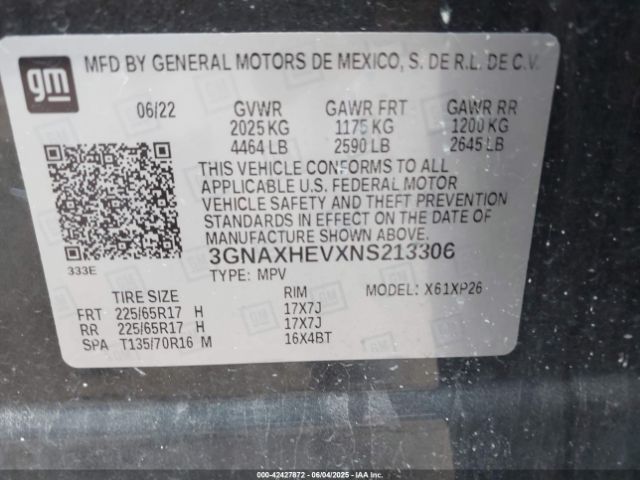 gm
MFD BY GENERAL MOTORS DE MEXICO, S. DE R.L. DE C.V.
06/22 GVWR GAWR FRT GAWR RR
2025 KG 1175 KG 1200 KG
4464 LB 2590 LB 2645 LB
THIS VEHICLE CONFORMS TO ALL
APPLICABLE U.S. FEDERAL MOTOR
VEHICLE SAFETY AND THEFT PREVENTION
STANDARDS IN EFFECT ON THE DATE OF
MANUFACTURE SHOWN ABOVE.
333E 3GNAXHEVXNS213306
TYPE: MPV MODEL: X61XP26
TIRE SIZE RIM
FRT 225/65R17 H 17X7J
RR 225/65R17 H 17X7J
SPA T135/70R16 M 16X4BT
000-42427872 - 06/04/2025 - IAAI.COM